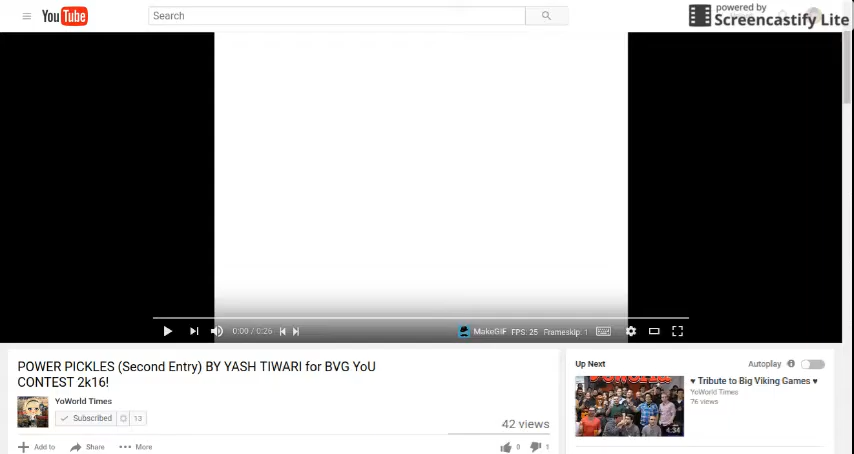 YouTube
Search
powered by
Screencastify Lite
0:00 / 0:26
MakeGIF FPS: 25 Frameskip: 1
POWER PICKLES (Second Entry) BY YASH TIWARI for BVG YoU
CONTEST 2k16!
YoWorld Times
Subscribed 13
42 views
Add to Share More
0 1
Up Next
Autoplay
♥ Tribute to Big Viking Games ♥
YoWorld Times
76 views
4:34